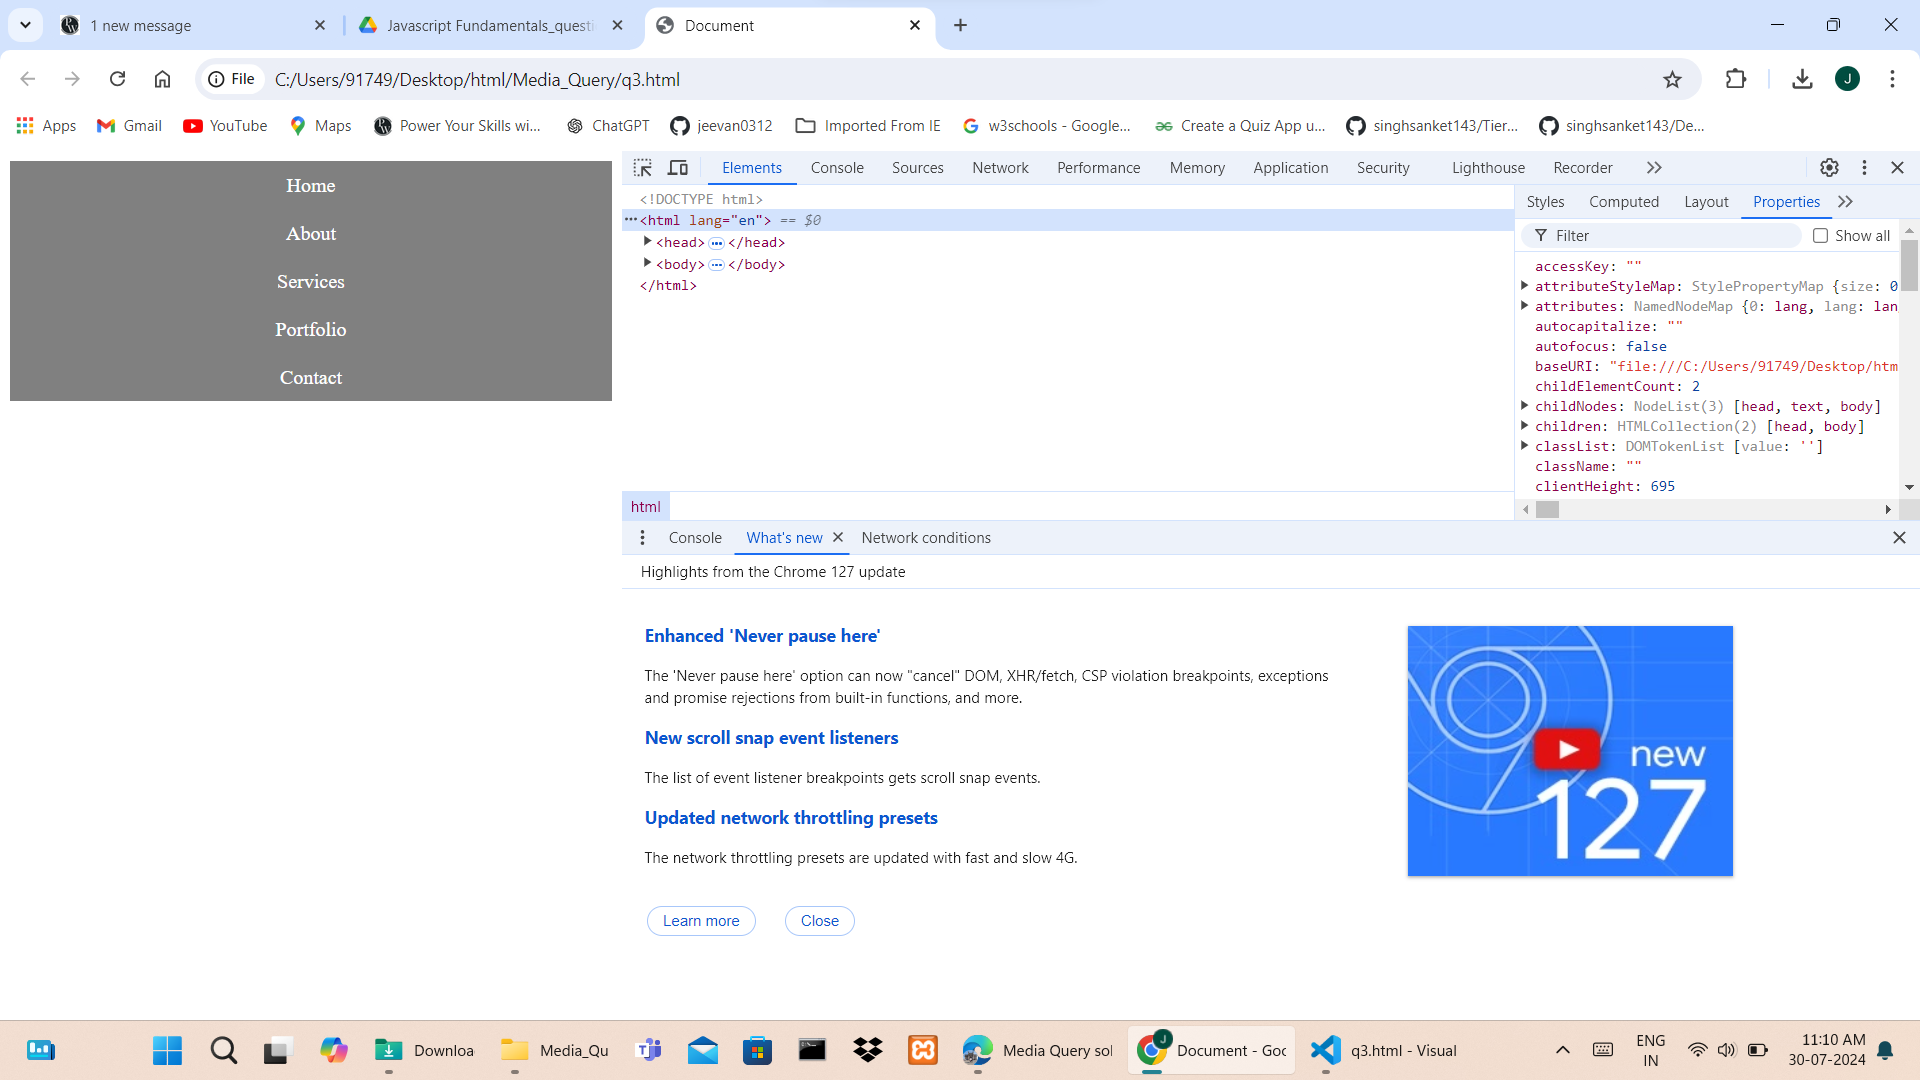 1 new message
Javascript Fundamentals_questi
Document
File
C:/Users/91749/Desktop/html/Media_Query/q3.html
J
Apps
Gmail
YouTube
Maps
Power Your Skills wi...
ChatGPT
jeevan0312
Imported From IE
w3schools - Google...
Create a Quiz App u...
singhsanket143/Tier...
singhsanket143/De...
Home
About
Services
Portfolio
Contact
Elements Console Sources Network Performance Memory Application Security Lighthouse Recorder
<!DOCTYPE html>
<html lang="en"> == $0
<head> </head>
<body> </body>
</html>
html
Styles Computed Layout Properties
Filter
Show all
accessKey: ""
attributeStyleMap: StylePropertyMap {size: 0
attributes: NamedNodeMap {0: lang, lang: lan
autocapitalize: ""
autofocus: false
baseURI: "file:///C:/Users/91749/Desktop/htm
childElementCount: 2
childNodes: NodeList(3) [head, text, body]
children: HTMLCollection(2) [head, body]
classList: DOMTokenList [value: '']
className: ""
clientHeight: 695
Console What's new Network conditions
Highlights from the Chrome 127 update
Enhanced 'Never pause here'
The 'Never pause here' option can now "cancel" DOM, XHR/fetch, CSP violation breakpoints, exceptions
and promise rejections from built-in functions, and more.
New scroll snap event listeners
The list of event listener breakpoints gets scroll snap events.
Updated network throttling presets
The network throttling presets are updated with fast and slow 4G.
Learn more Close
new
127
Downloa
Media_Qu
Media Query sol
J
Document - Goo
q3.html - Visual
ENG
IN
11:10 AM
30-07-2024